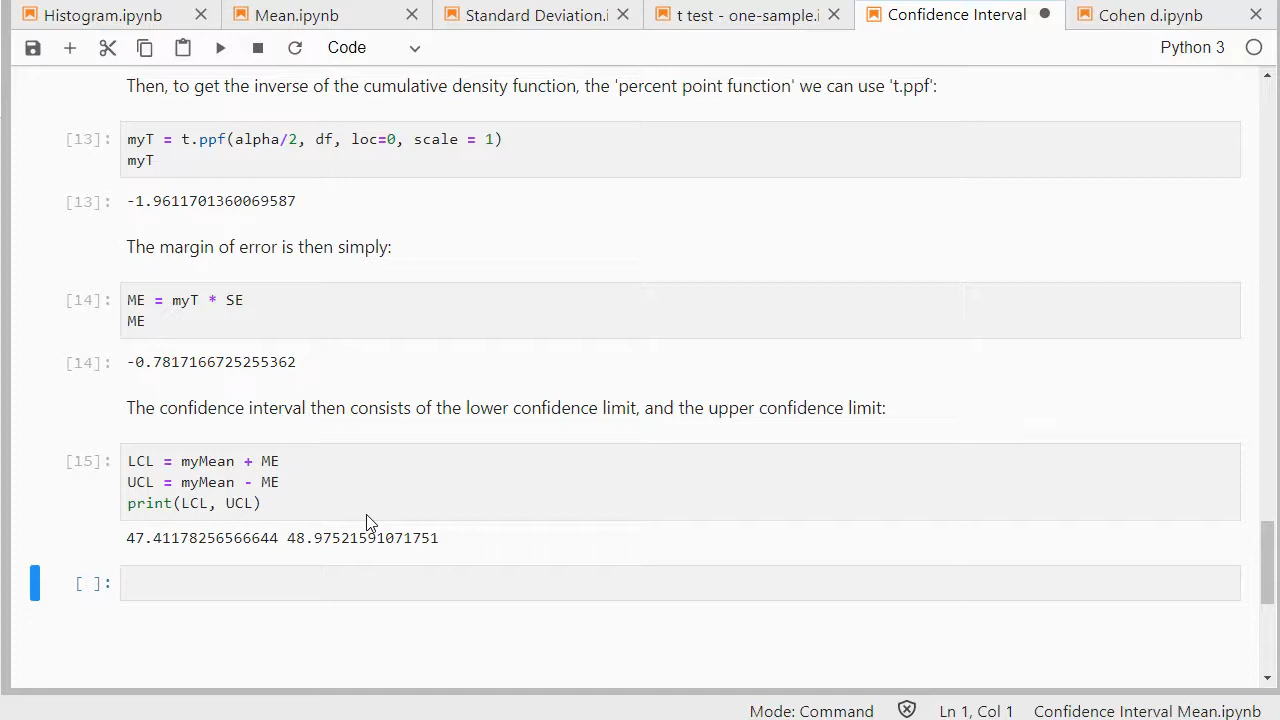 Histogram.ipynb Mean.ipynb Standard Deviation.i t test - one-sample.i Confidence Interval Cohen d.ipynb
Code Python 3
Then, to get the inverse of the cumulative density function, the 'percent point function' we can use 't.ppf':
[13]: myT = t.ppf(alpha/2, df, loc=0, scale = 1)
myT
[13]: -1.9611701360069587
The margin of error is then simply:
[14]: ME = myT * SE
ME
[14]: -0.7817166725255362
The confidence interval then consists of the lower confidence limit, and the upper confidence limit:
[15]: LCL = myMean + ME
UCL = myMean - ME
print(LCL, UCL)
47.41178256566644 48.97521591071751
[ ]:
Mode: Command Ln 1, Col 1 Confidence Interval Mean.ipynb